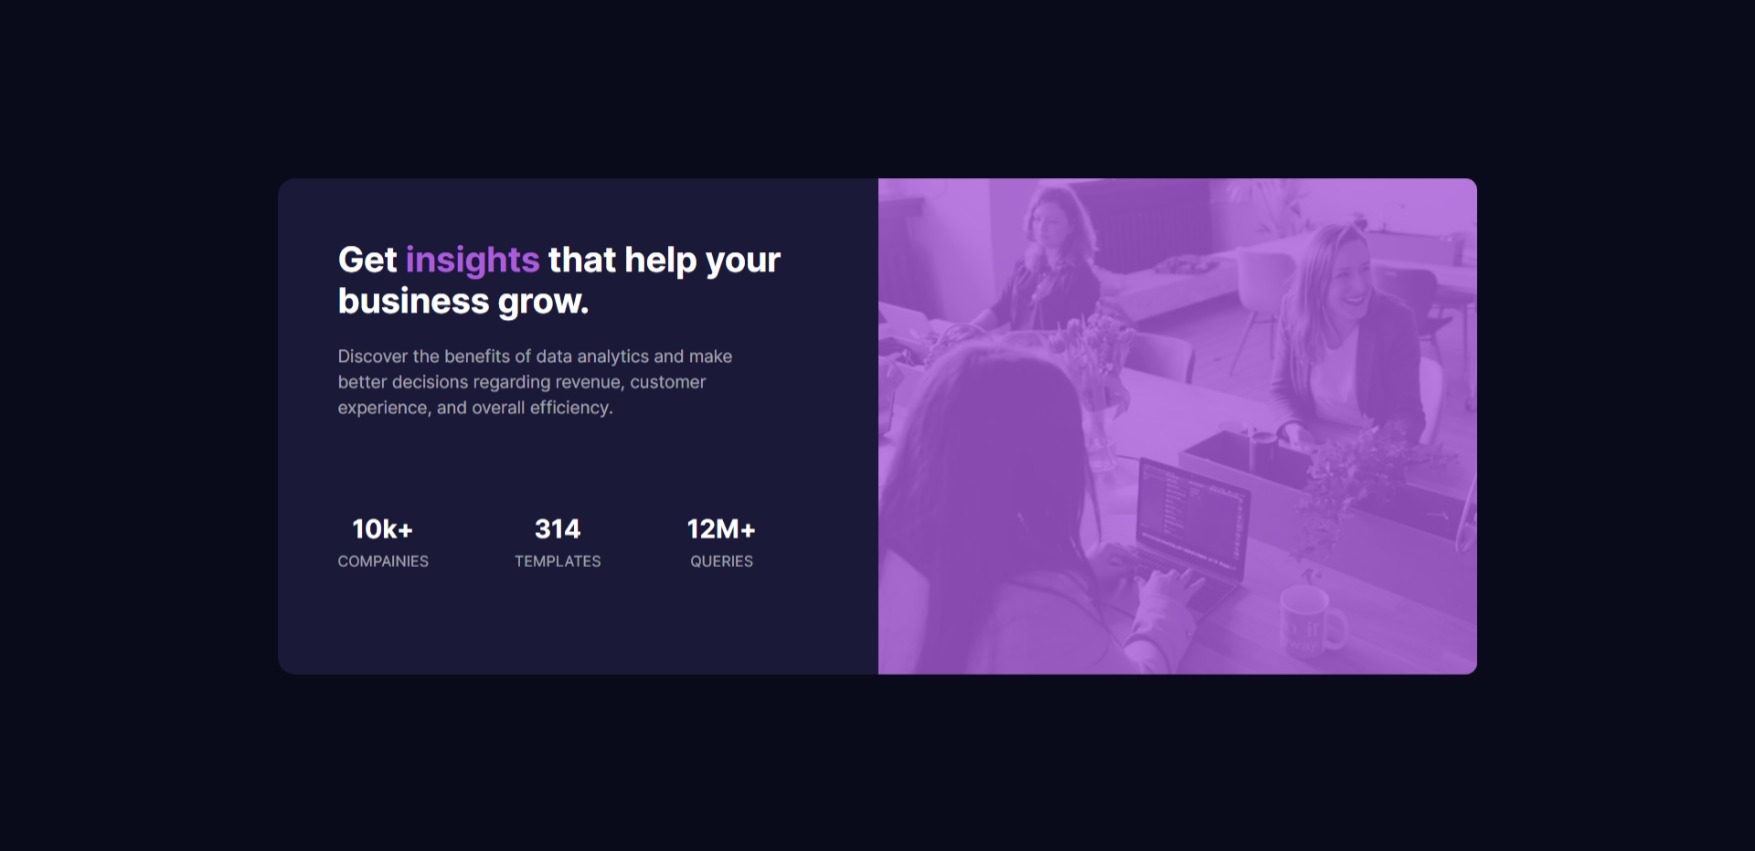 Get insights that help your
business grow.
Discover the benefits of data analytics and make
better decisions regarding revenue, customer
experience, and overall efficiency.
10k+ 314 12M+
COMPAINIES TEMPLATES QUERIES